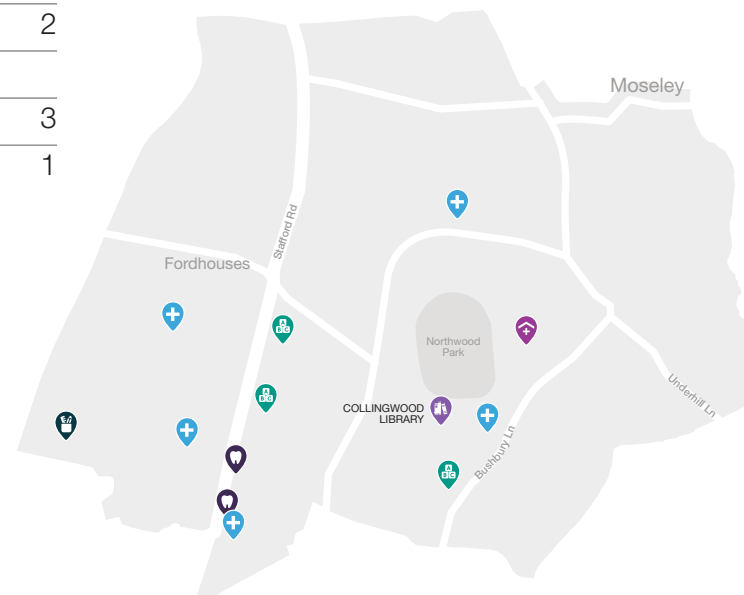 2
3
1
Moseley
Stafford Rd
Fordhouses
A
B C
Northwood
Park
A
B C
COLLINGWOOD
LIBRARY
Underhill Ln
Bushbury Ln
A
B C